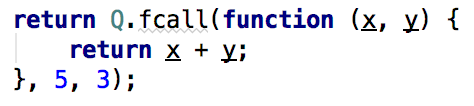 return Q.fcall(function (x, y) {
    return x + y;
}, 5, 3);